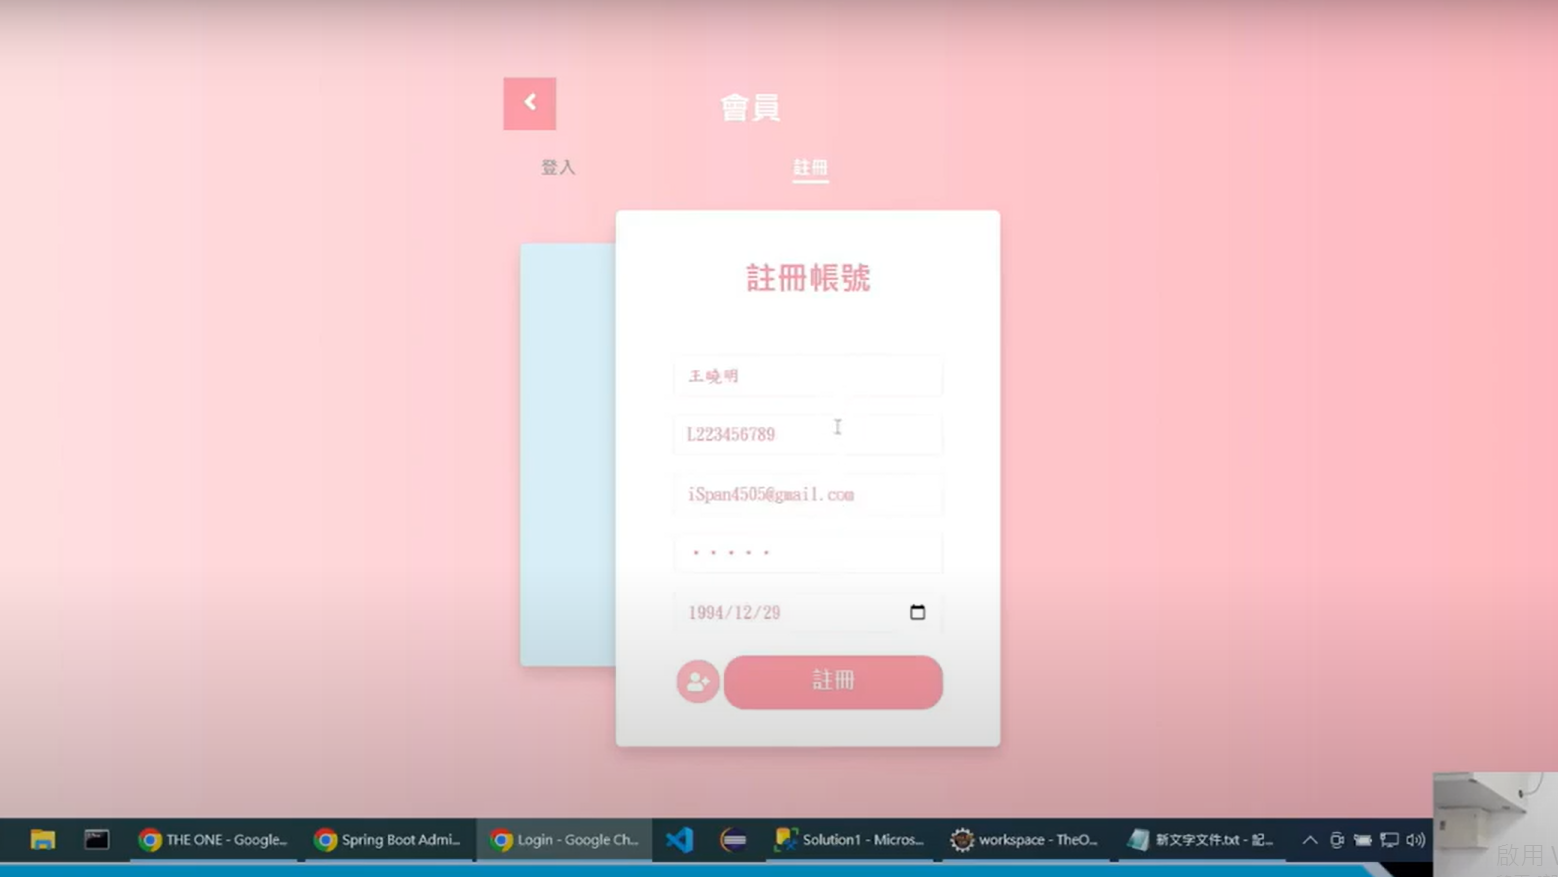 會員
登入
註冊
註冊帳號
王曉明
L223456789
iSpan4505@gmail.com
1994/12/29
註冊
THE ONE - Google...
Spring Boot Admi...
Login - Google Ch...
Solution1 - Micros...
workspace - TheO...
新文字文件.txt - 記...
啟用 \